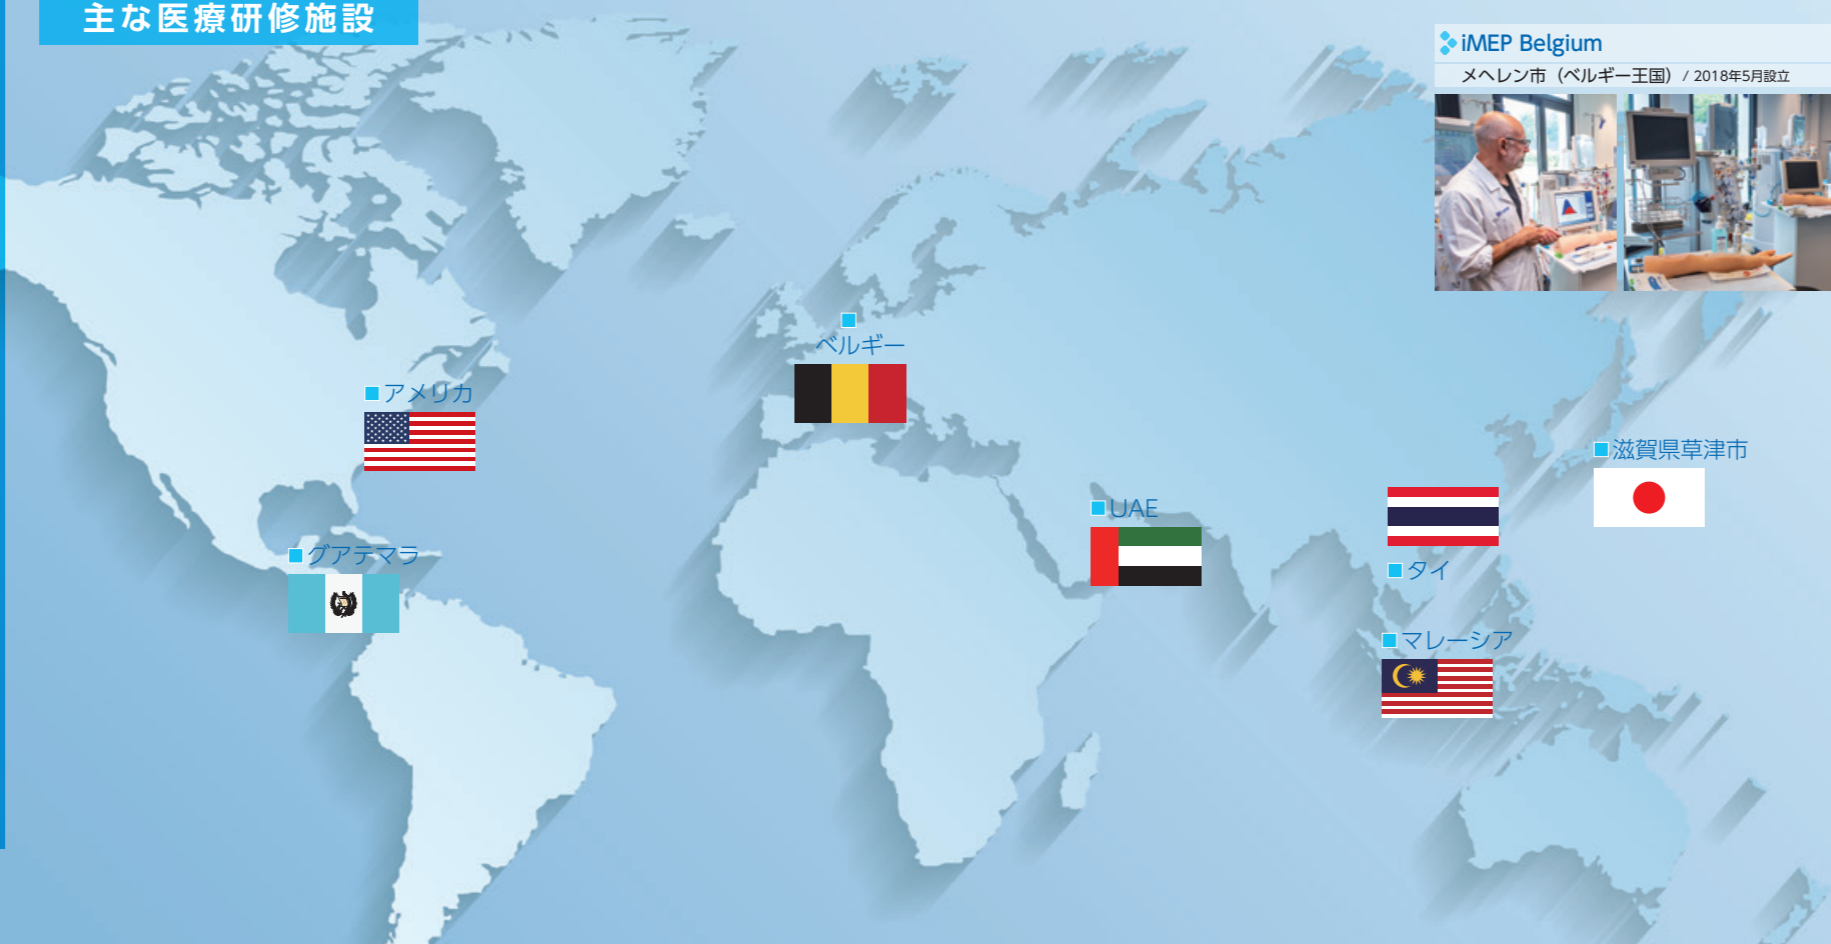 主な医療研修施設
iMEP Belgium
メヘレン市（ベルギー王国）/ 2018年5月設立
ベルギー
アメリカ
滋賀県草津市
UAE
グアテマラ
タイ
マレーシア